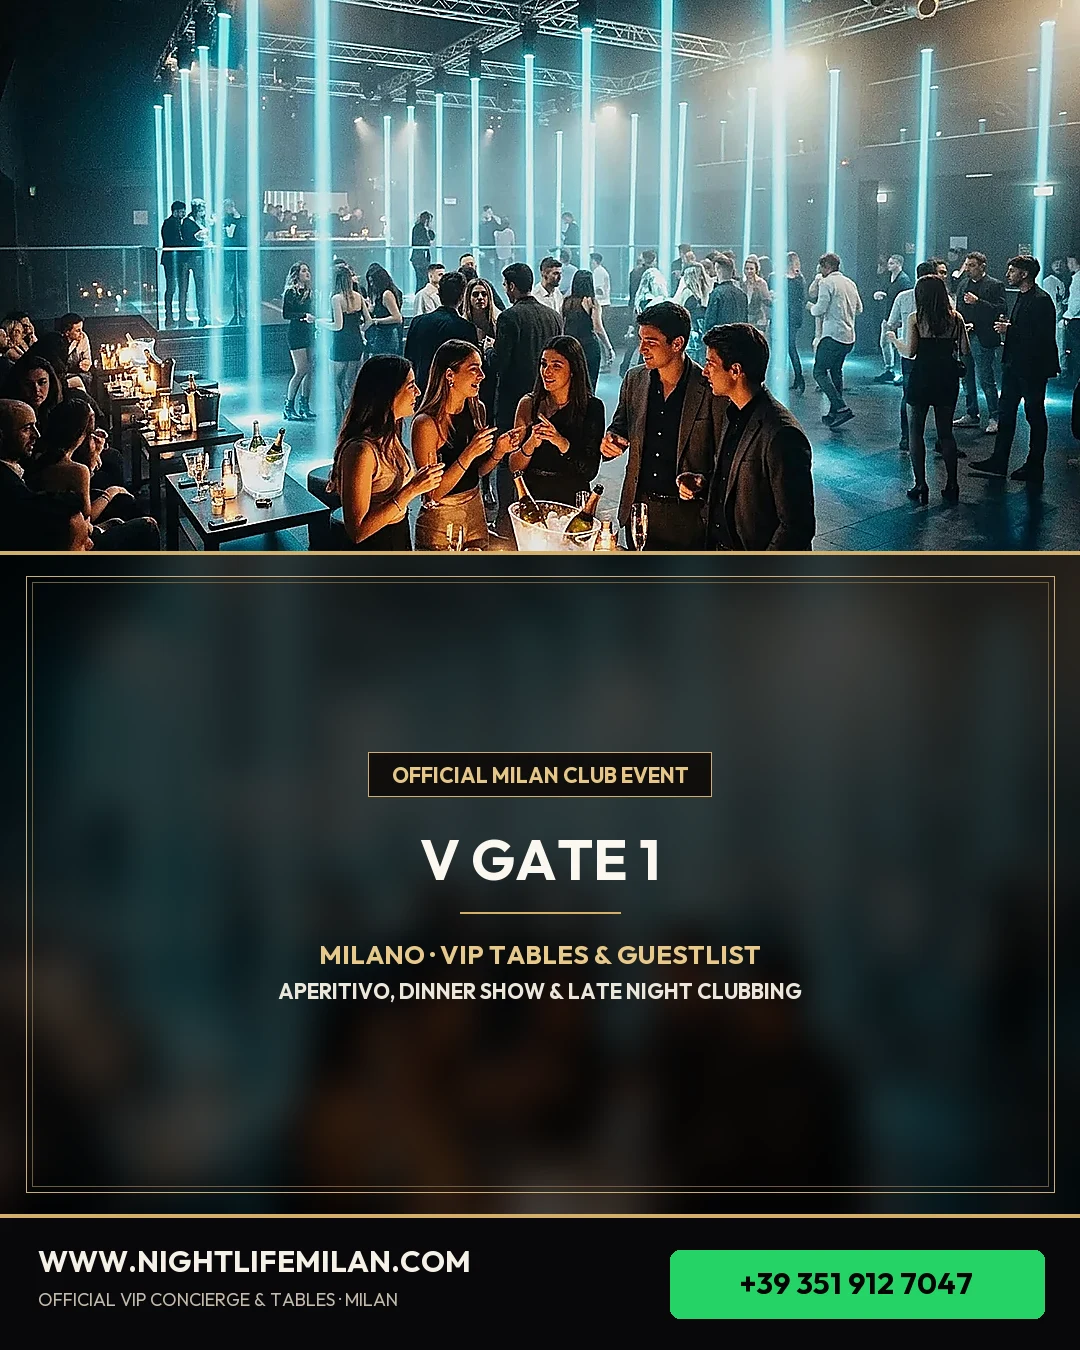 OFFICIAL MILAN CLUB EVENT
V GATE 1
MILANO · VIP TABLES & GUESTLIST
APERITIVO, DINNER SHOW & LATE NIGHT CLUBBING
WWW.NIGHTLIFEMILAN.COM
OFFICIAL VIP CONCIERGE & TABLES · MILAN
+39 351 912 7047